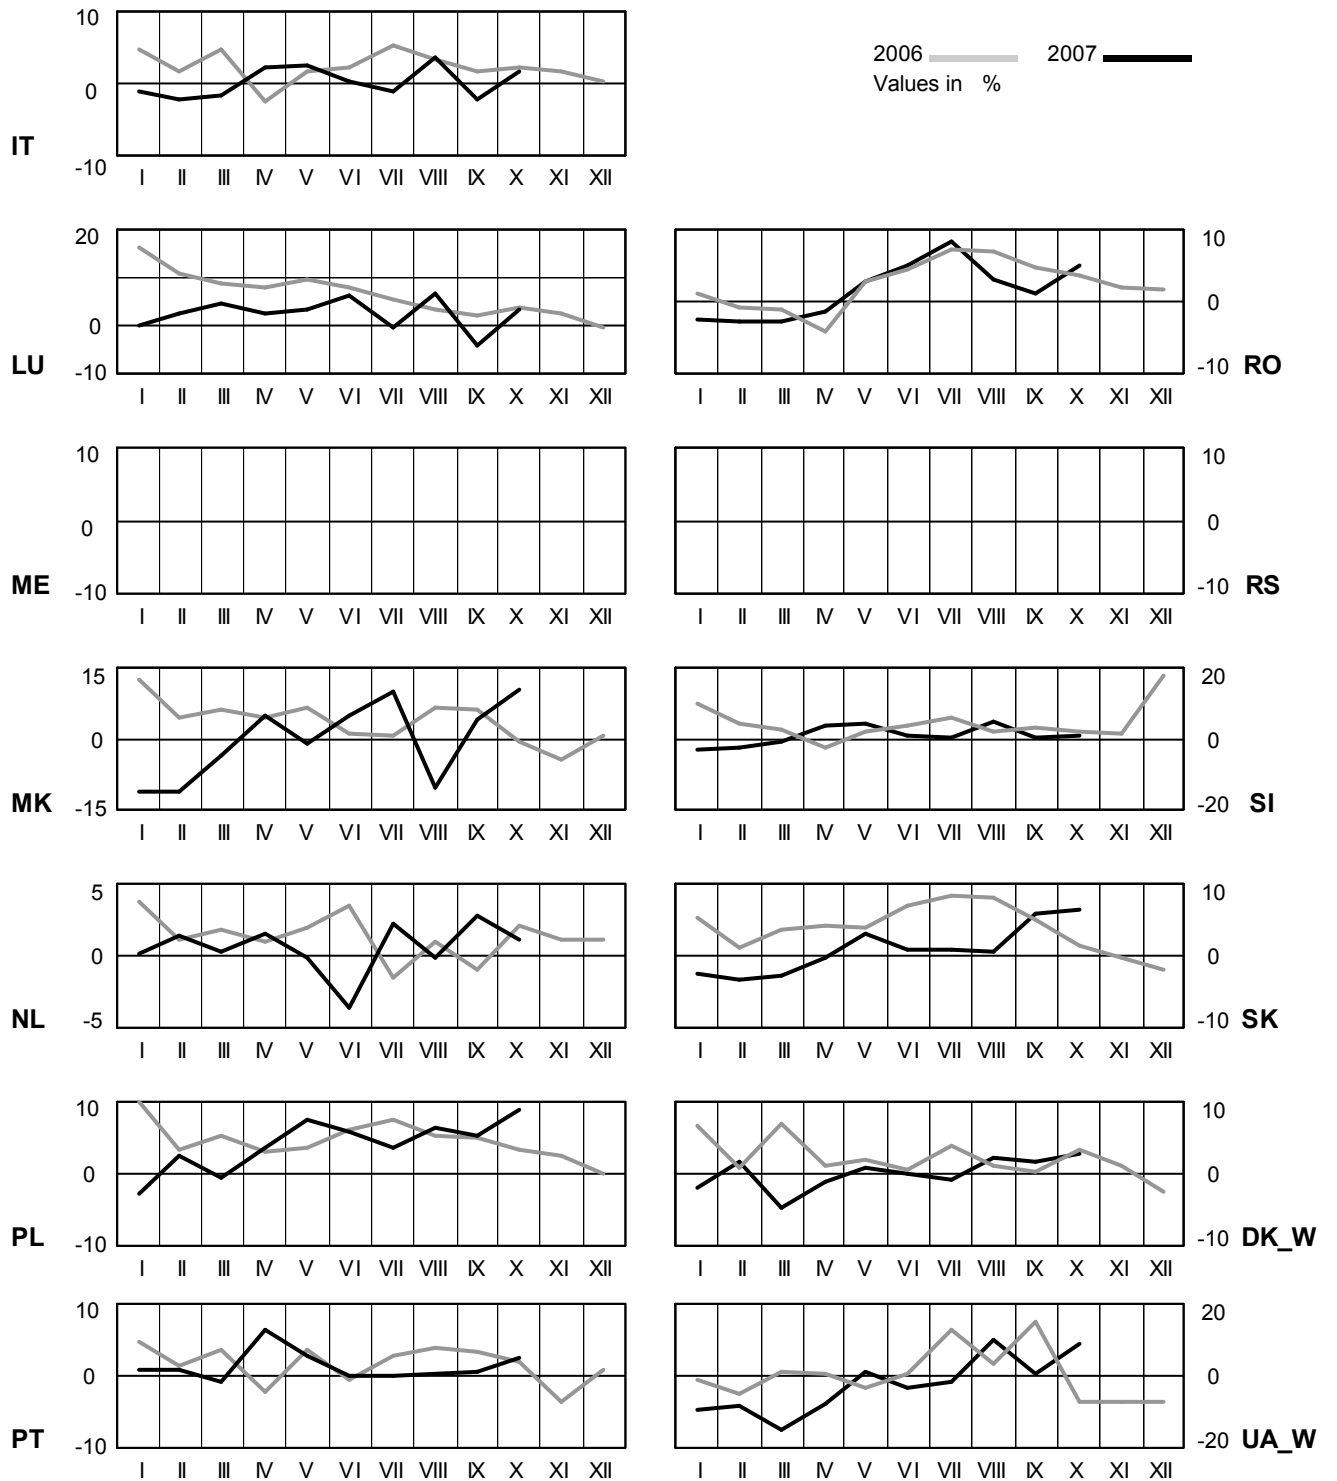 10
0
IT
-10
I II III IV V VI VII VIII IX X XI XII
2006 2007
Values in %
20
0
LU -10
I II III IV V VI VII VIII IX X XI XII
10
0
-10 RO
I II III IV V VI VII VIII IX X XI XII
10
0
ME -10
I II III IV V VI VII VIII IX X XI XII
10
0
-10 RS
I II III IV V VI VII VIII IX X XI XII
15
0
MK -15
I II III IV V VI VII VIII IX X XI XII
20
0
-20 SI
I II III IV V VI VII VIII IX X XI XII
5
0
NL -5
I II III IV V VI VII VIII IX X XI XII
10
0
-10 SK
I II III IV V VI VII VIII IX X XI XII
10
0
PL -10
I II III IV V VI VII VIII IX X XI XII
10
0
-10 DK_W
I II III IV V VI VII VIII IX X XI XII
10
0
PT -10
I II III IV V VI VII VIII IX X XI XII
20
0
-20 UA_W
I II III IV V VI VII VIII IX X XI XII